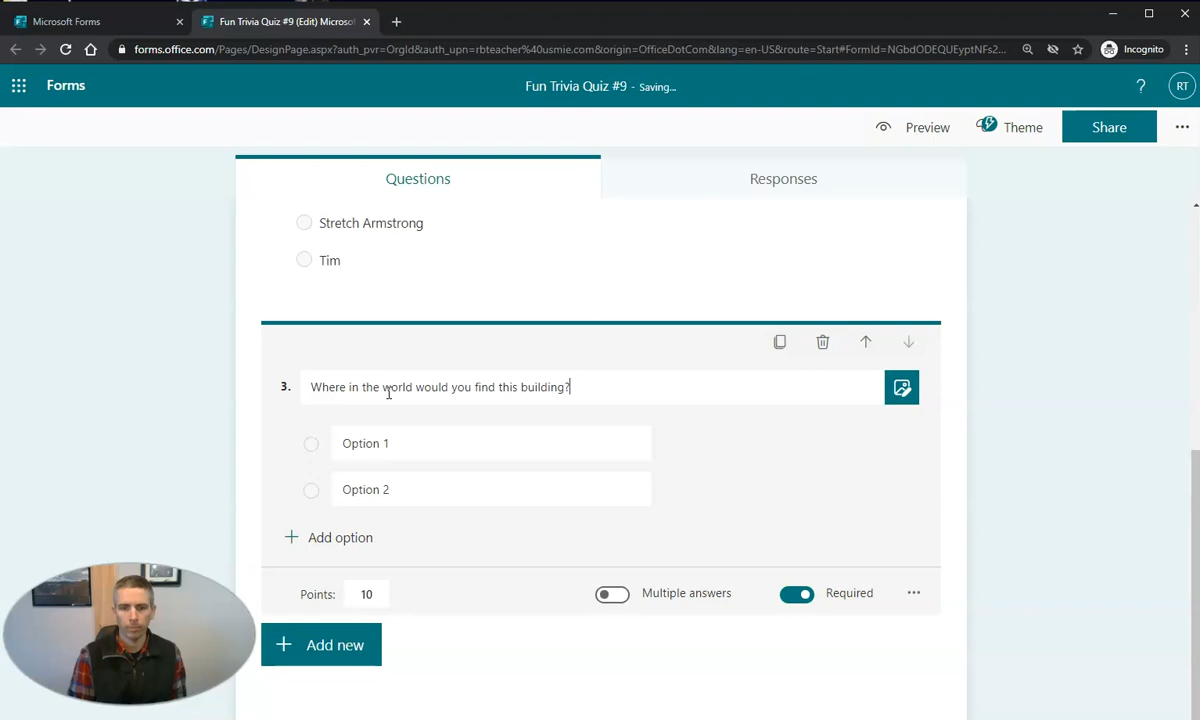 Microsoft Forms
Fun Trivia Quiz #9 (Edit) Microsof
forms.office.com/Pages/DesignPage.aspx?auth_pvr=OrgId&auth_upn=rbteacher%40usmie.com&origin=OfficeDotCom&lang=en-US&route=Start#FormId=NGbdODEQUEyptNFs2...
Incognito
Forms
Fun Trivia Quiz #9 - Saving...
? RT
Preview
Theme
Share
Questions
Responses
Stretch Armstrong
Tim
3. Where in the world would you find this building?
Option 1
Option 2
Add option
Points: 10
Multiple answers
Required
Add new